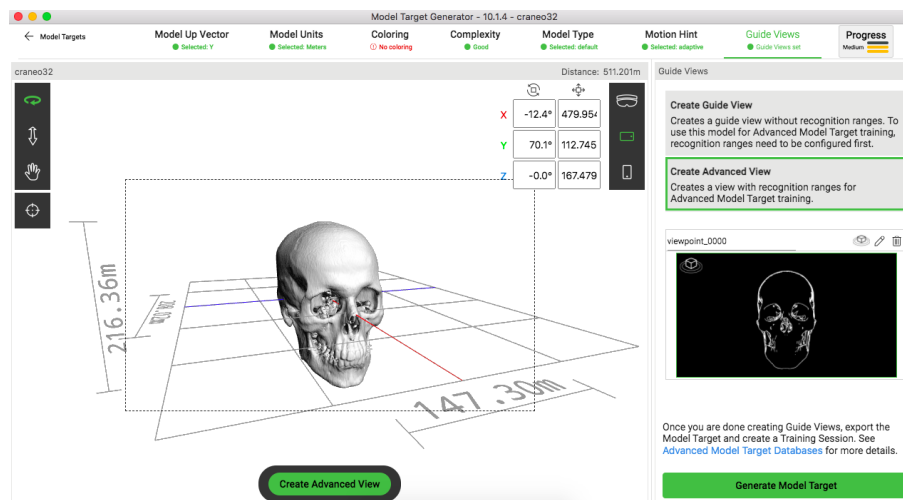 Model Target Generator - 10.1.4 - craneo32
Model Targets
Model Up Vector
Selected: Y
Model Units
Selected: Meters
Coloring
No coloring
Complexity
Good
Model Type
Selected: default
Motion Hint
Selected: adaptive
Guide Views
Guide Views set
Progress
Medium
craneo32
Distance: 511.201m
X -12.4° 479.954
Y 70.1° 112.745
Z -0.0° 167.479
216.36m
147.30m
Create Advanced View
Guide Views
Create Guide View
Creates a guide view without recognition ranges. To
use this model for Advanced Model Target training,
recognition ranges need to be configured first.
Create Advanced View
Creates a view with recognition ranges for
Advanced Model Target training.
viewpoint_0000
Once you are done creating Guide Views, export the
Model Target and create a Training Session. See
Advanced Model Target Databases for more details.
Generate Model Target